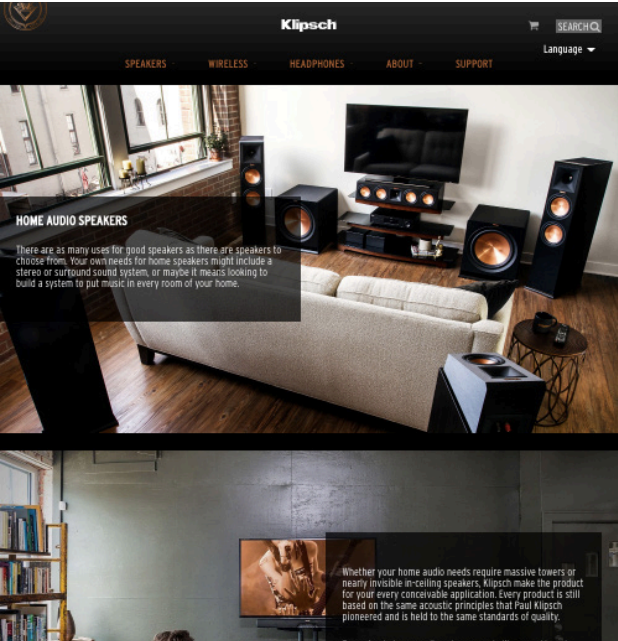 Klipsch
SEARCH
Language
SPEAKERS
WIRELESS
HEADPHONES
ABOUT
SUPPORT
HOME AUDIO SPEAKERS
There are as many uses for good speakers as there are speakers to
choose from. Your own needs for home speakers might include a
stereo or surround sound system, or maybe it means looking to
build a system to put music in every room of your home.
Whether your home audio needs require massive towers or
nearly invisible in-ceiling speakers, Klipsch make the product
for your every conceivable application. Every product is still
based on the same acoustic principles that Paul Klipsch
pioneered and is held to the same standards of quality.